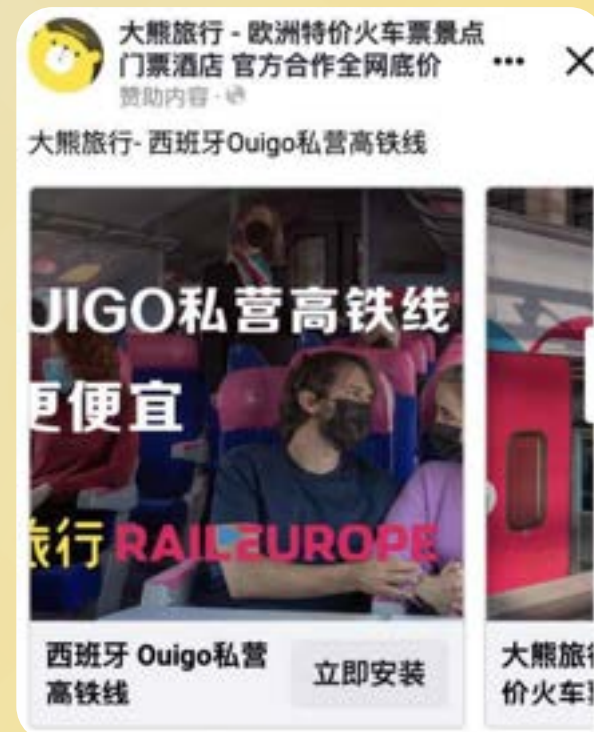 大熊旅行 - 欧洲特价火车票景点
门票酒店 官方合作全网底价
赞助内容 ·
大熊旅行- 西班牙Ouigo私营高铁线
UIGO私营高铁线
更便宜
旅行 RAILEUROPE
西班牙 Ouigo私营
高铁线
立即安装
大熊旅行
价火车票